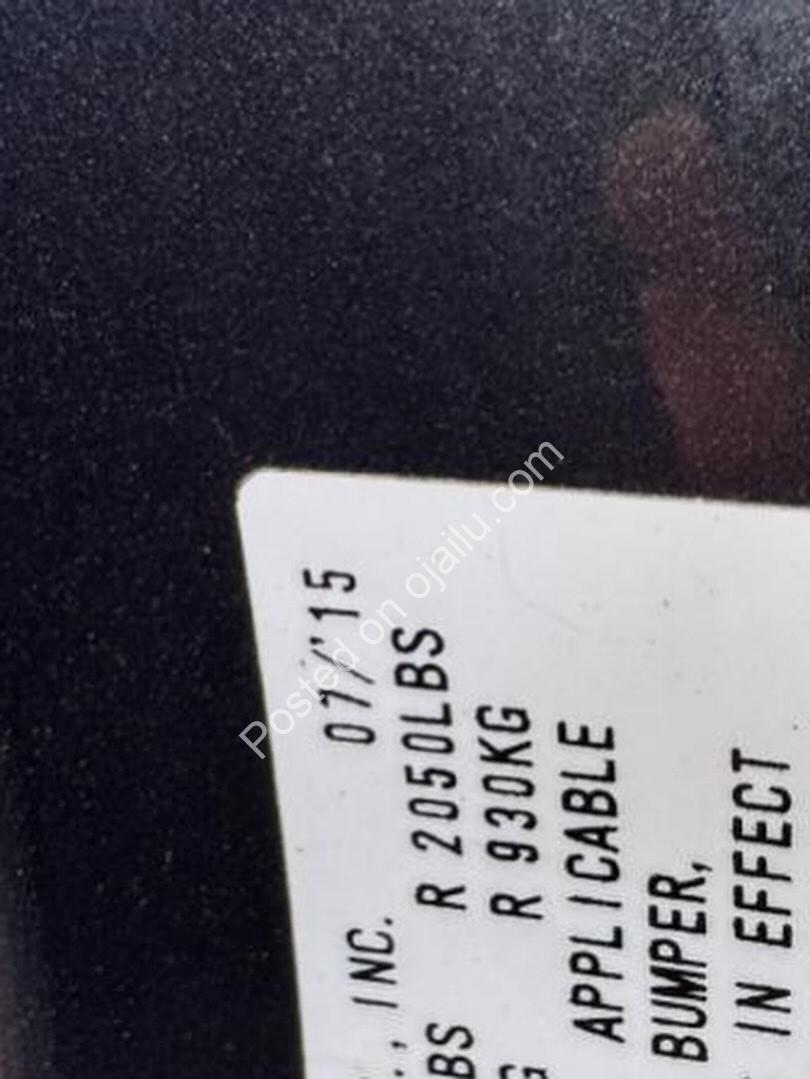 ., INC. 07/'15
BS R 2050LBS
G R 930KG
APPLICABLE
BUMPER,
IN EFFECT
Posted on ojailu.com